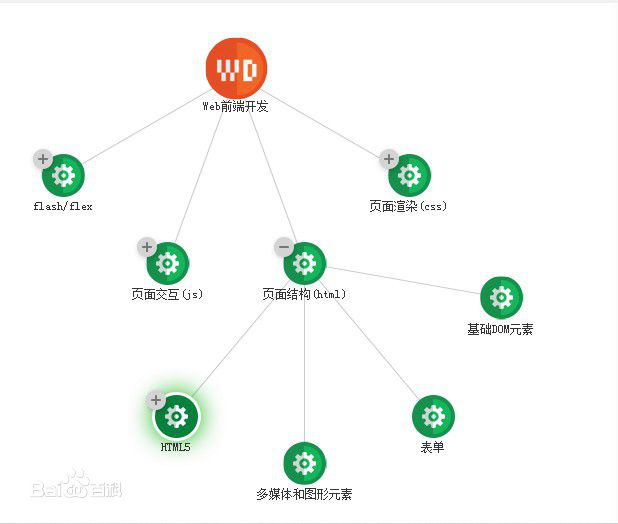 WD
Web前端开发
flash/flex
页面渲染(css)
页面交互(js)
页面结构(html)
基础DOM元素
HTML5
表单
多媒体和图形元素
Baidu百科